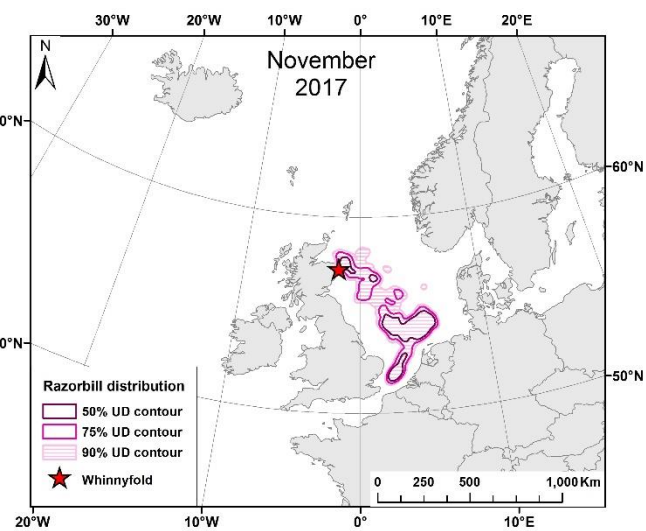 30°W 20°W 10°W 0° 10°E 20°E
N
November
2017
0°N
60°N
0°N
50°N
Razorbill distribution
50% UD contour
75% UD contour
90% UD contour
Whinnyfold
0 250 500 1,000 Km
20°W 10°W 0° 10°E